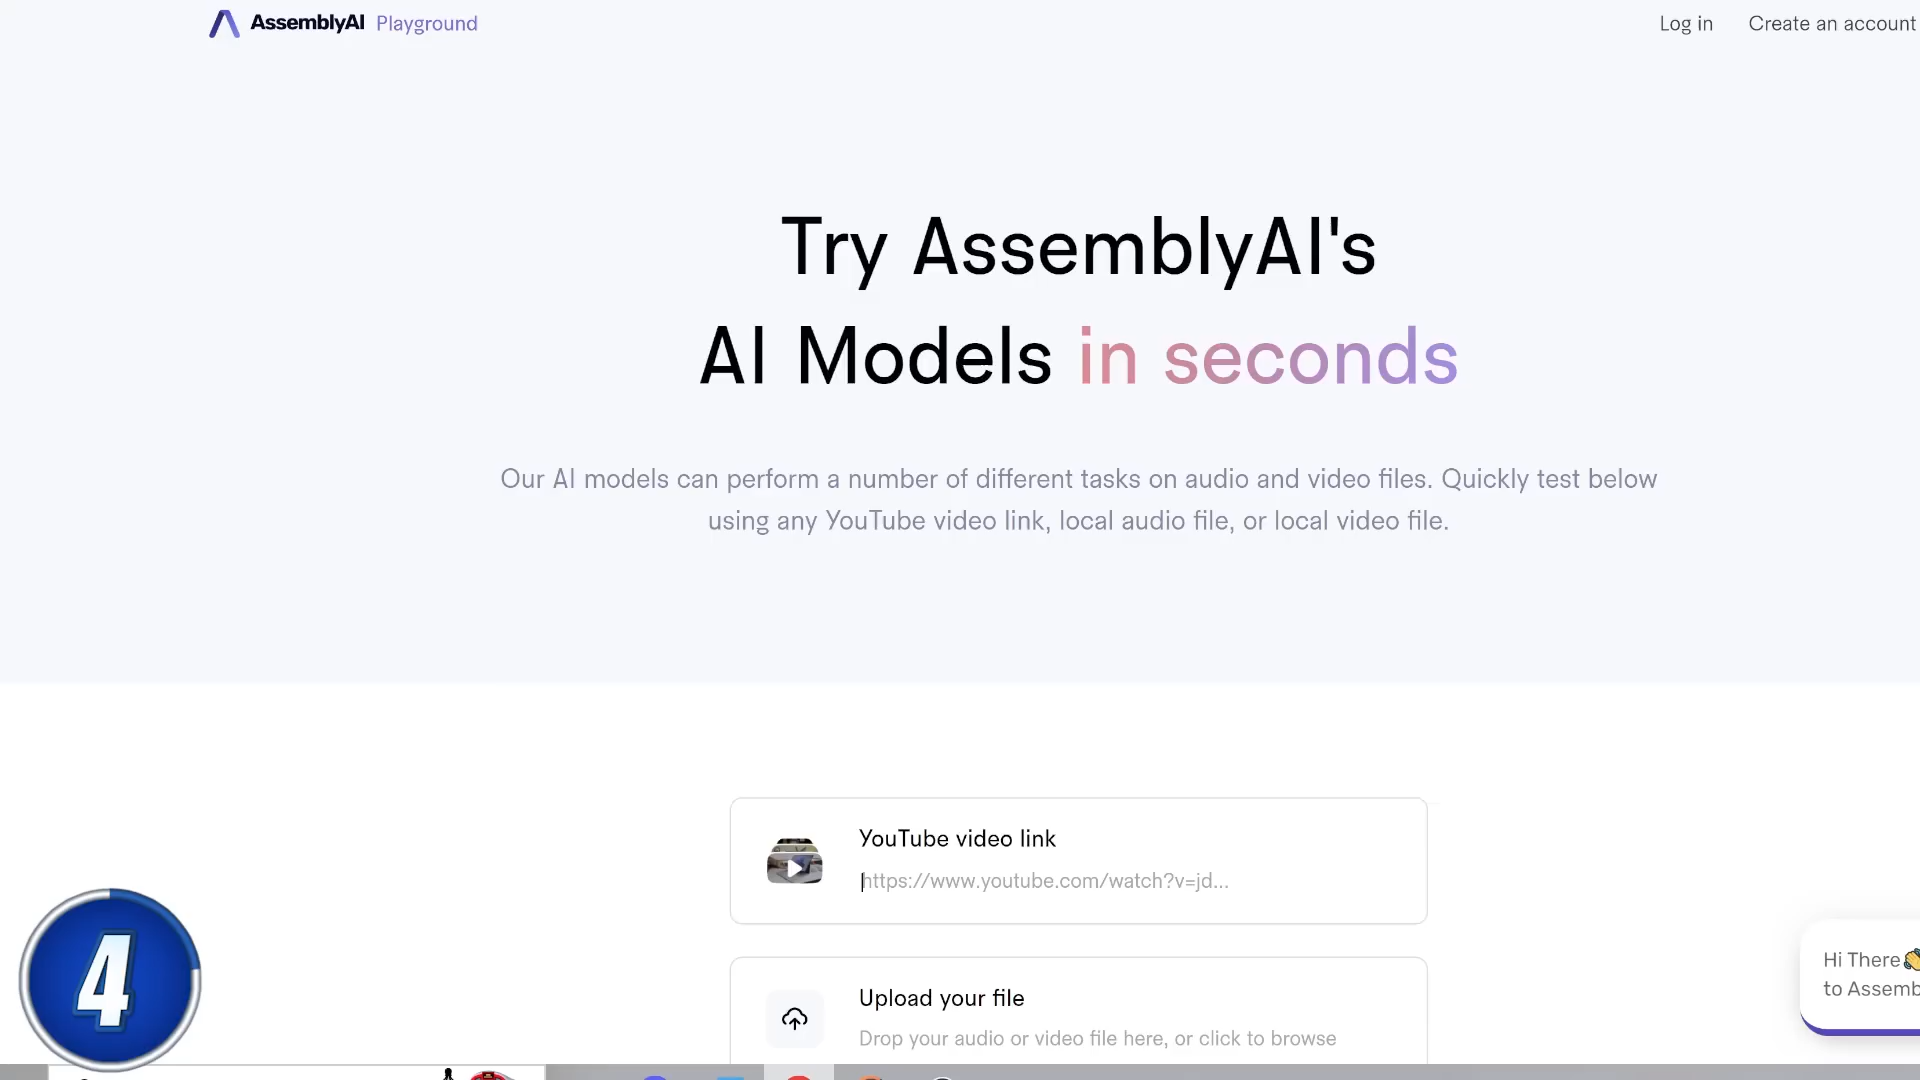 AssemblyAI Playground
Log in
Create an account
Try AssemblyAI's
AI Models in seconds
Our AI models can perform a number of different tasks on audio and video files. Quickly test below
using any YouTube video link, local audio file, or local video file.
YouTube video link
https://www.youtube.com/watch?v=jd...
Upload your file
Drop your audio or video file here, or click to browse
4
Hi There
to Assemb